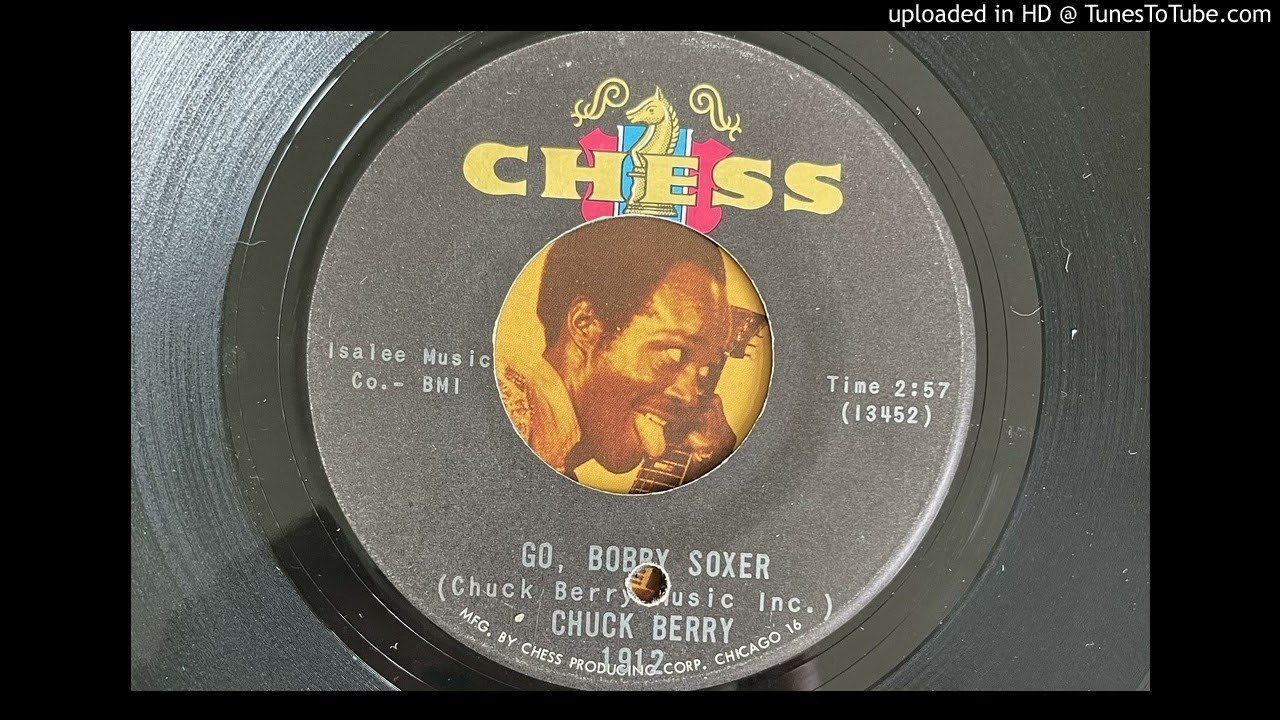 uploaded in HD @ TunesToTube.com
CHESS
Isalee Music
Co.- BMI
Time 2:57
(13452)
GO, BOBBY SOXER
(Chuck Berry Music Inc.)
CHUCK BERRY
1912
MFG. BY CHESS PRODUCING CORP. CHICAGO 16